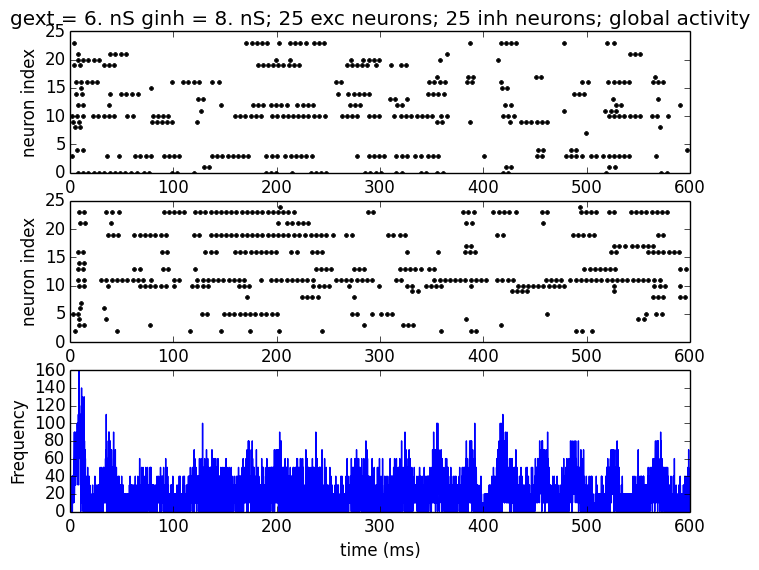 gext = 6. nS ginh = 8. nS; 25 exc neurons; 25 inh neurons; global activity
25
20
15
10
5
0
neuron index
0 100 200 300 400 500 600
25
20
15
10
5
0
neuron index
0 100 200 300 400 500 600
160
140
120
100
80
60
40
20
0
Frequency
0 100 200 300 400 500 600
time (ms)